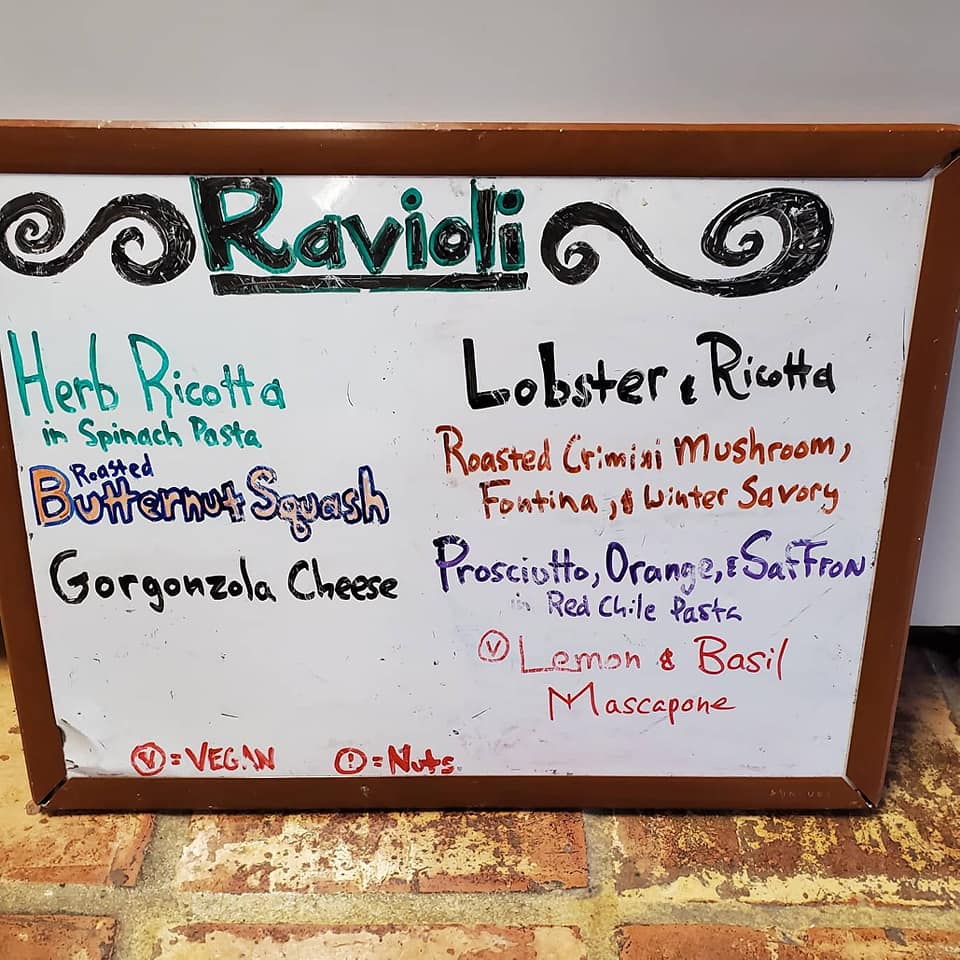 Ravioli
Herb Ricotta
in Spinach Pasta
Roasted
Butternut Squash
Gorgonzola Cheese
Lobster & Ricotta
Roasted Crimini Mushroom,
Fontina, & Winter Savory
Prosciutto, Orange, & Saffron
in Red Chile Pasta
Ⓥ Lemon & Basil
Mascapone
Ⓥ = VEGAN
(!) = Nuts.